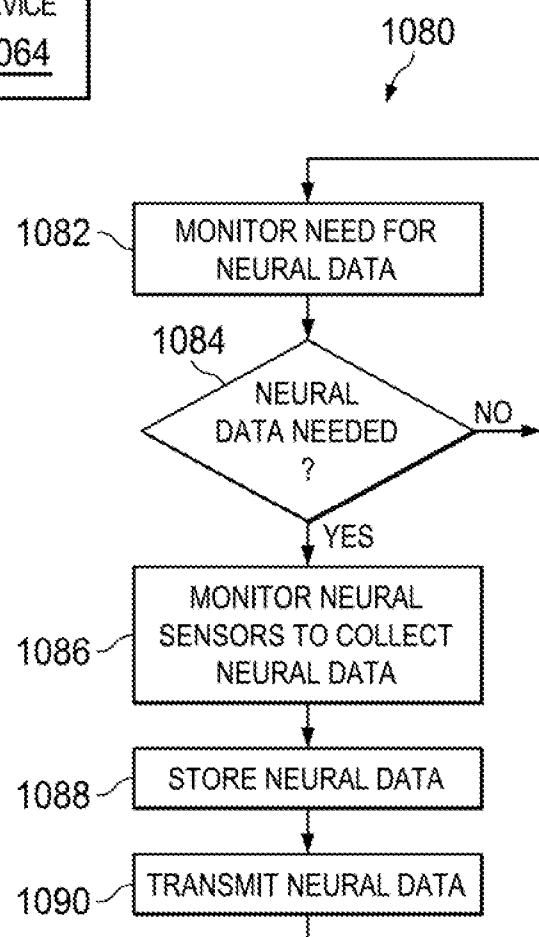 064
1080
1082
MONITOR NEED FOR
NEURAL DATA
1084
NEURAL
DATA NEEDED
?
NO
YES
1086
MONITOR NEURAL
SENSORS TO COLLECT
NEURAL DATA
1088
STORE NEURAL DATA
1090
TRANSMIT NEURAL DATA